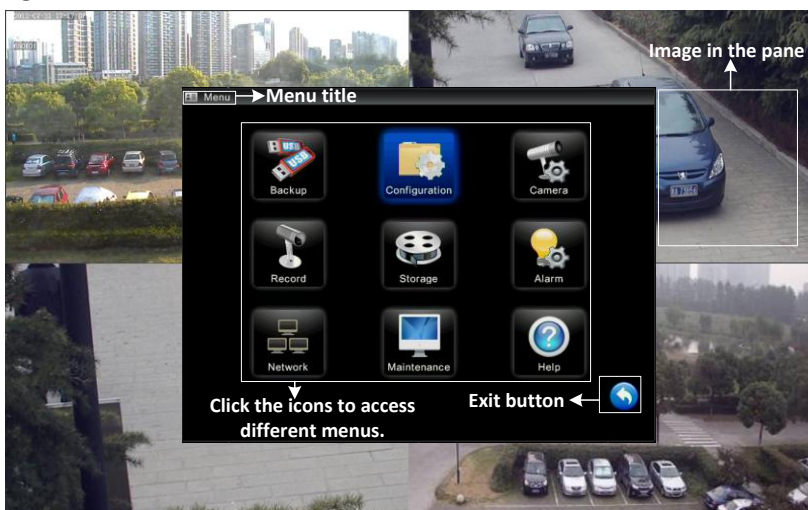 Image in the pane
Menu
Menu title
Backup
Configuration
Camera
Record
Storage
Alarm
Network
Maintenance
Help
Click the icons to access
different menus.
Exit button